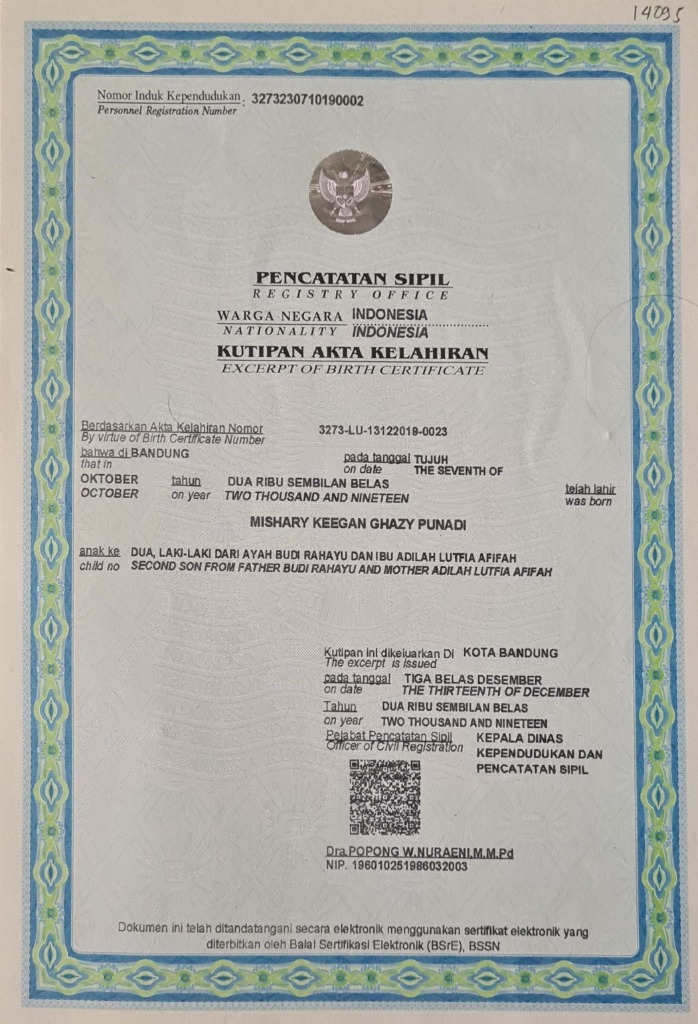 14095
Nomor Induk Kependudukan : 3273230710190002
Personnel Registration Number
PENCATATAN SIPIL
REGISTRY OFFICE
WARGA NEGARA INDONESIA
NATIONALITY INDONESIA
KUTIPAN AKTA KELAHIRAN
EXCERPT OF BIRTH CERTIFICATE
Berdasarkan Akta Kelahiran Nomor 3273-LU-13122019-0023
By virtue of Birth Certificate Number
bahwa di BANDUNG pada tanggal TUJUH
that in on date THE SEVENTH OF
OKTOBER tahun DUA RIBU SEMBILAN BELAS telah lahir
OCTOBER on year TWO THOUSAND AND NINETEEN was born
MISHARY KEEGAN GHAZY PUNADI
anak ke DUA, LAKI-LAKI DARI AYAH BUDI RAHAYU DAN IBU ADILAH LUTFIA AFIFAH
child no SECOND SON FROM FATHER BUDI RAHAYU AND MOTHER ADILAH LUTFIA AFIFAH
Kutipan ini dikeluarkan Di KOTA BANDUNG
The excerpt is issued
pada tanggal TIGA BELAS DESEMBER
on date THE THIRTEENTH OF DECEMBER
Tahun DUA RIBU SEMBILAN BELAS
on year TWO THOUSAND AND NINETEEN
Pejabat Pencatatan Sipil KEPALA DINAS
Officer of Civil Registration KEPENDUDUKAN DAN
PENCATATAN SIPIL
Dra.POPONG W.NURAENI,M.M.Pd
NIP. 196010251986032003
Dokumen ini telah ditandatangani secara elektronik menggunakan sertifikat elektronik yang
diterbitkan oleh Balai Sertifikasi Elektronik (BSrE), BSSN